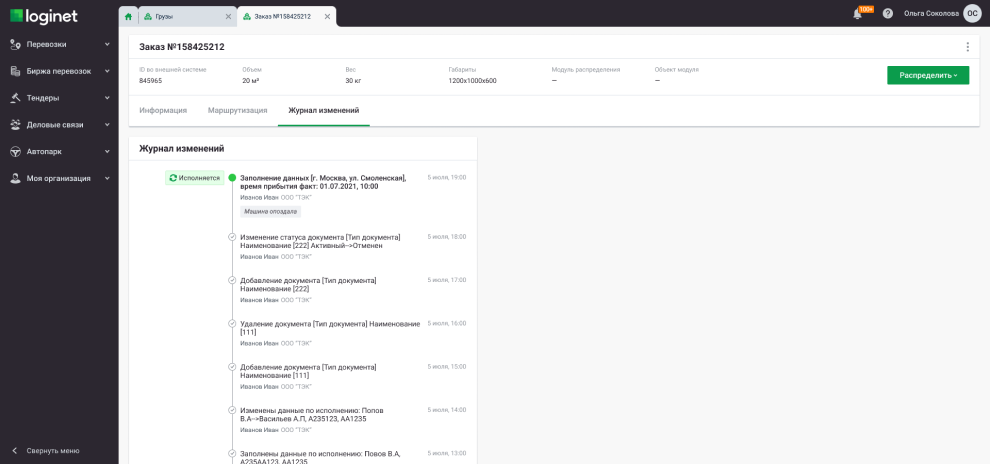 loginet
Грузы
Заказ №158425212
100+
Ольга Соколова
ОС
Перевозки
Биржа перевозок
Тендеры
Деловые связи
Автопарк
Моя организация
Свернуть меню
Заказ №158425212
ID во внешней системе
845965
Объем
20 м³
Вес
30 кг
Габариты
1200x1000x600
Модуль распределения
—
Объект модуля
—
Распределить
Информация
Маршрутизация
Журнал изменений
Журнал изменений
Исполняется
Заполнение данных [г. Москва, ул. Смоленская],
время прибытия факт: 01.07.2021, 10:00
5 июля, 19:00
Иванов Иван ООО "ТЭК"
Машина опоздала
Изменение статуса документа [Тип документа]
Наименование [222] Активный-->Отменен
5 июля, 18:00
Иванов Иван ООО "ТЭК"
Добавление документа [Тип документа]
Наименование [222]
5 июля, 17:00
Иванов Иван ООО "ТЭК"
Удаление документа [Тип документа] Наименование
[111]
5 июля, 16:00
Иванов Иван ООО "ТЭК"
Добавление документа [Тип документа]
Наименование [111]
5 июля, 15:00
Иванов Иван ООО "ТЭК"
Изменены данные по исполнению: Попов
В.А-->Васильев А.П, А235123, АА1235
5 июля, 14:00
Иванов Иван ООО "ТЭК"
Заполнены данные по исполнению: Повов В.А,
А235АА123, АА1235
5 июля, 13:00